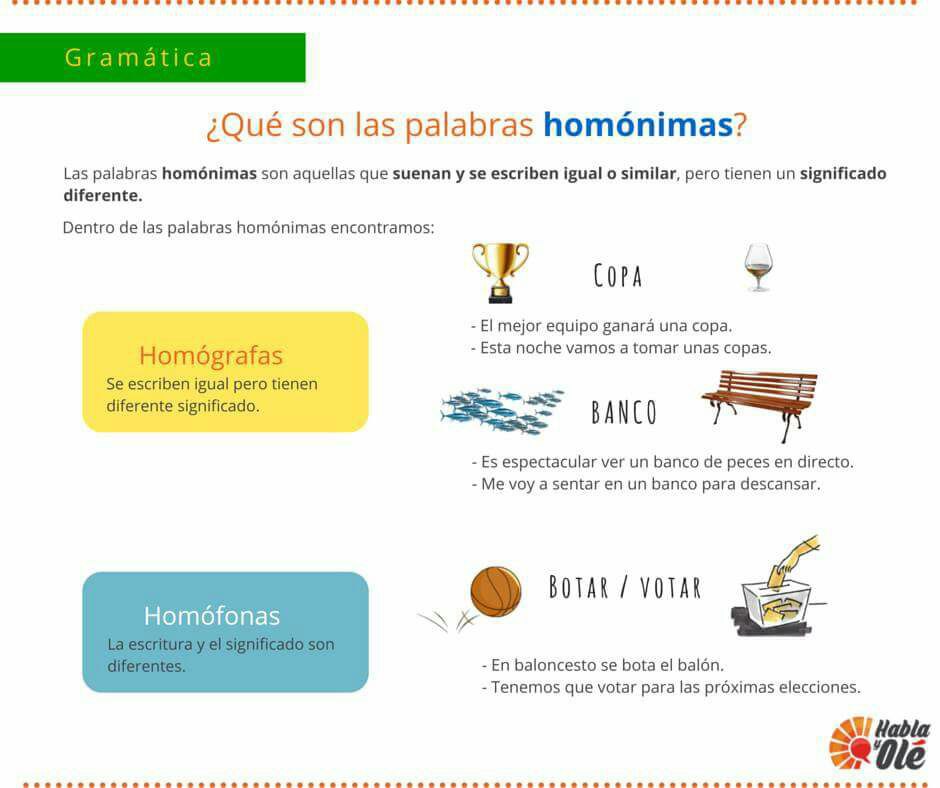 Gramática
¿Qué son las palabras homónimas?
Las palabras homónimas son aquellas que suenan y se escriben igual o similar, pero tienen un significado
diferente.
Dentro de las palabras homónimas encontramos:
COPA
- El mejor equipo ganará una copa.
- Esta noche vamos a tomar unas copas.
Homógrafas
Se escriben igual pero tienen
diferente significado.
BANCO
- Es espectacular ver un banco de peces en directo.
- Me voy a sentar en un banco para descansar.
Homófonas
La escritura y el significado son
diferentes.
BOTAR / VOTAR
- En baloncesto se bota el balón.
- Tenemos que votar para las próximas elecciones.
Habla
y
Olé